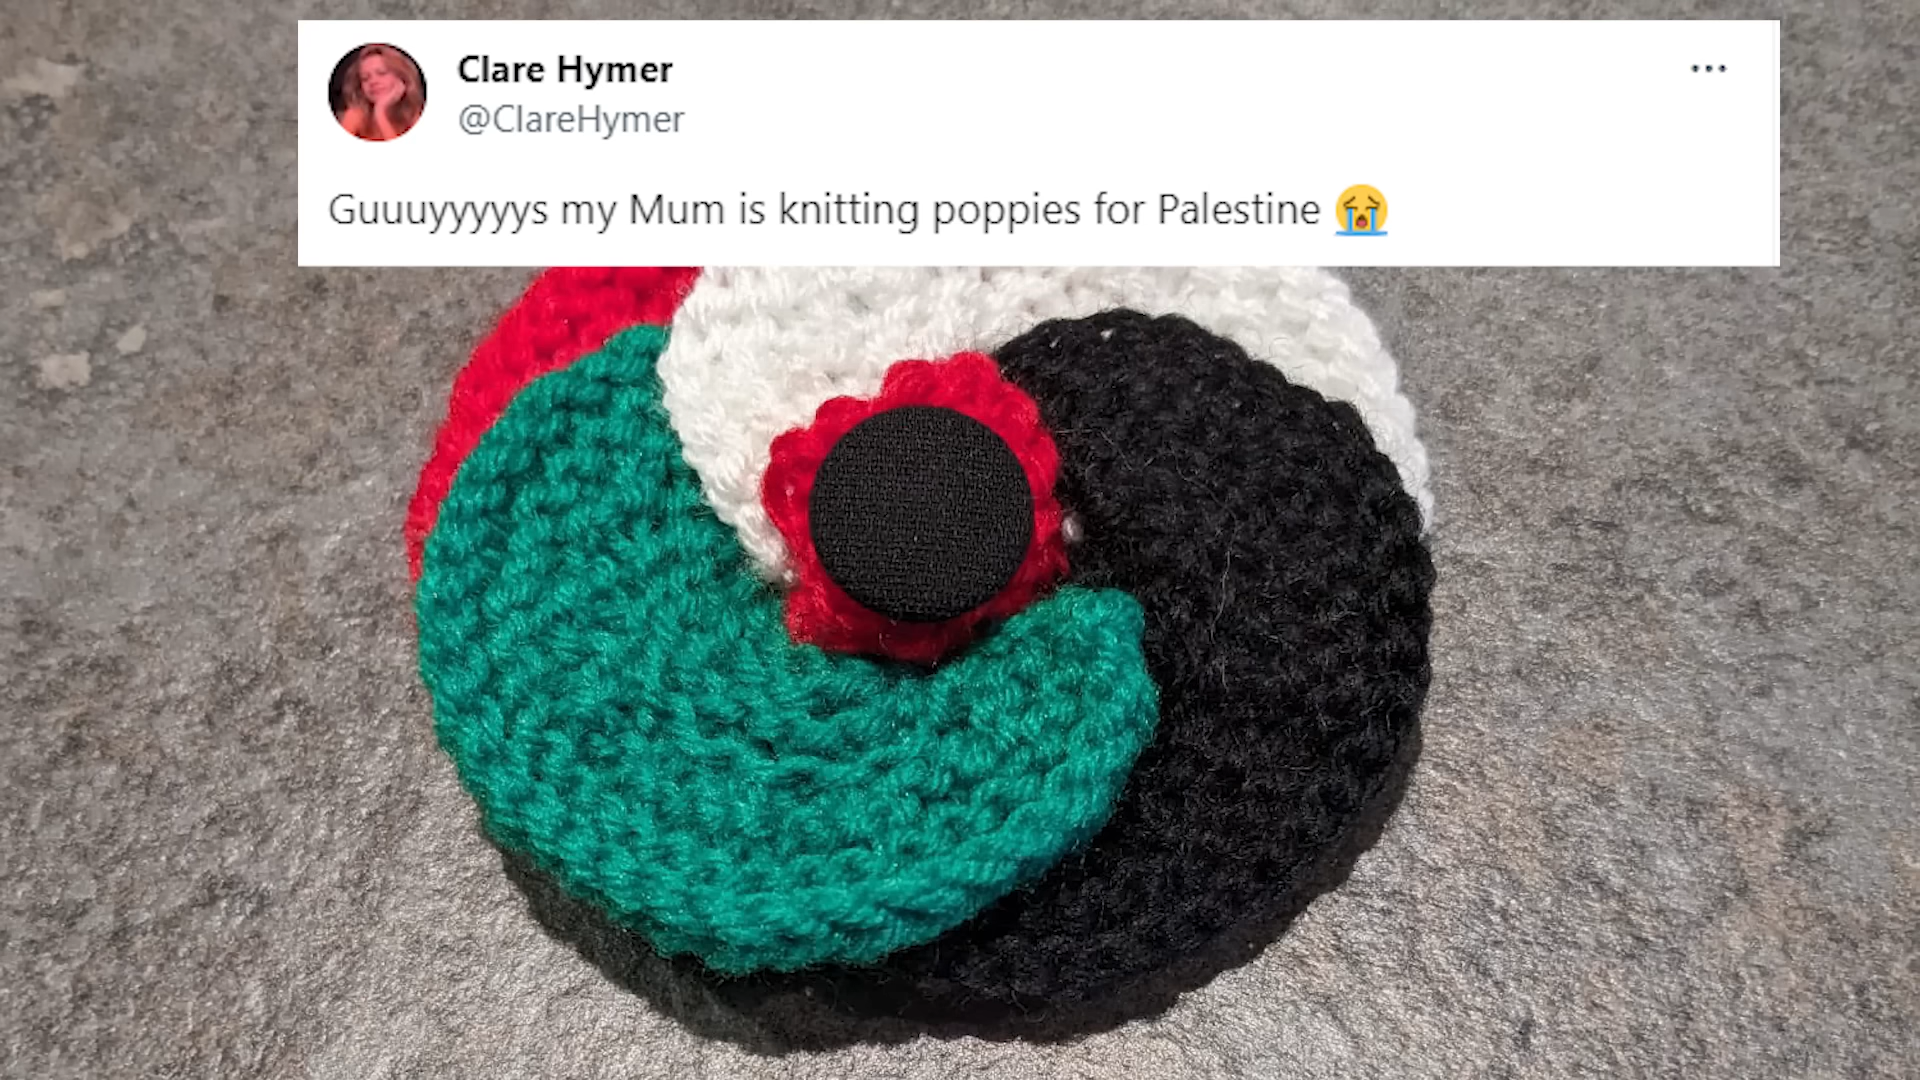 Clare Hymer
@ClareHymer
Guuuyyyyys my Mum is knitting poppies for Palestine 😭